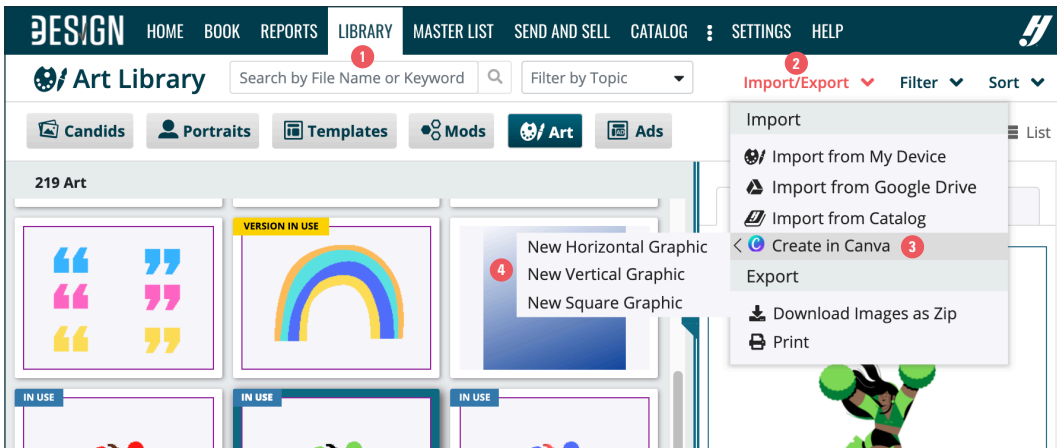 DESIGN HOME BOOK REPORTS LIBRARY MASTER LIST SEND AND SELL CATALOG SETTINGS HELP
1
2
Art Library Search by File Name or Keyword Filter by Topic Import/Export Filter Sort
Candids Portraits Templates Mods Art AD Ads List
219 Art
VERSION IN USE
IN USE IN USE IN USE
Import
Import from My Device
Import from Google Drive
Import from Catalog
C Create in Canva 3
4
New Horizontal Graphic
New Vertical Graphic
New Square Graphic
Export
Download Images as Zip
Print